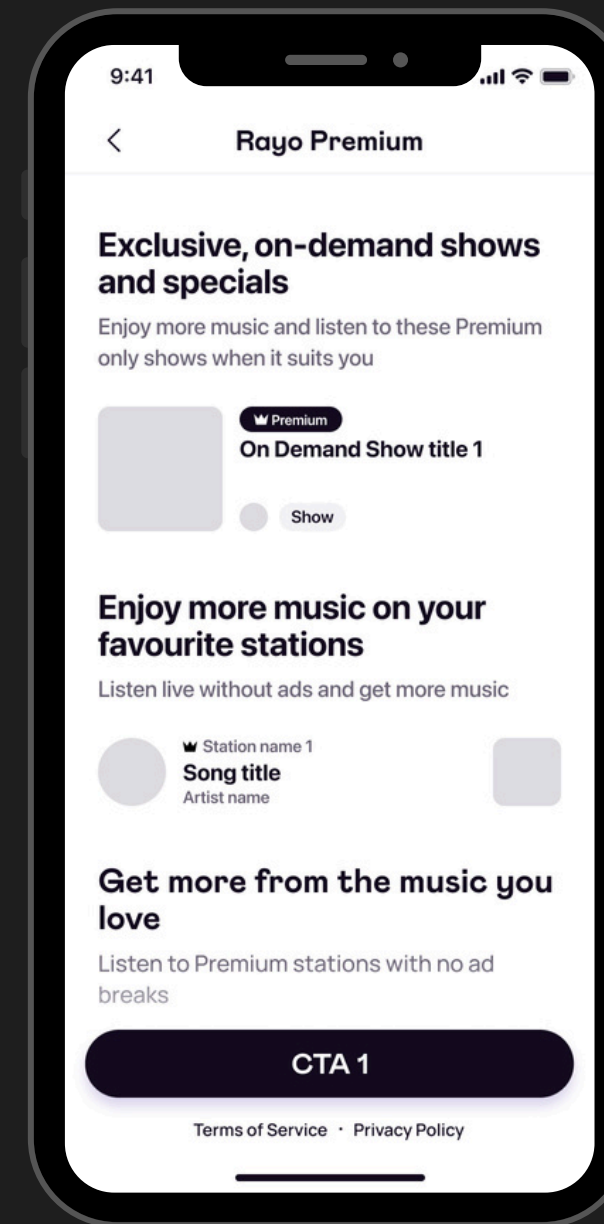 9:41
Rayo Premium
Exclusive, on-demand shows
and specials
Enjoy more music and listen to these Premium
only shows when it suits you
Premium
On Demand Show title 1
Show
Enjoy more music on your
favourite stations
Listen live without ads and get more music
Station name 1
Song title
Artist name
Get more from the music you
love
Listen to Premium stations with no ad
breaks
CTA 1
Terms of Service · Privacy Policy